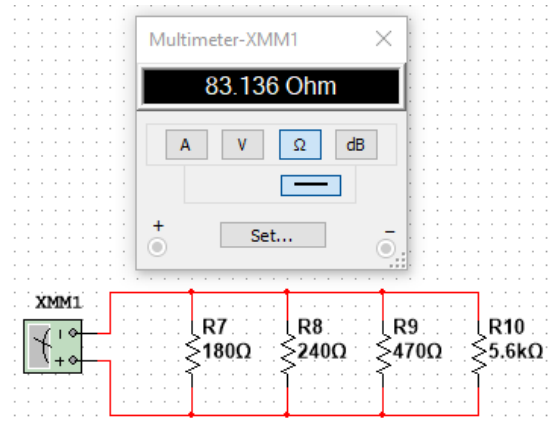 Multimeter-XMM1
83.136 Ohm
A V Ω dB
+ Set... −
XMM1
R7 R8 R9 R10
180Ω 240Ω 470Ω 5.6kΩ
+